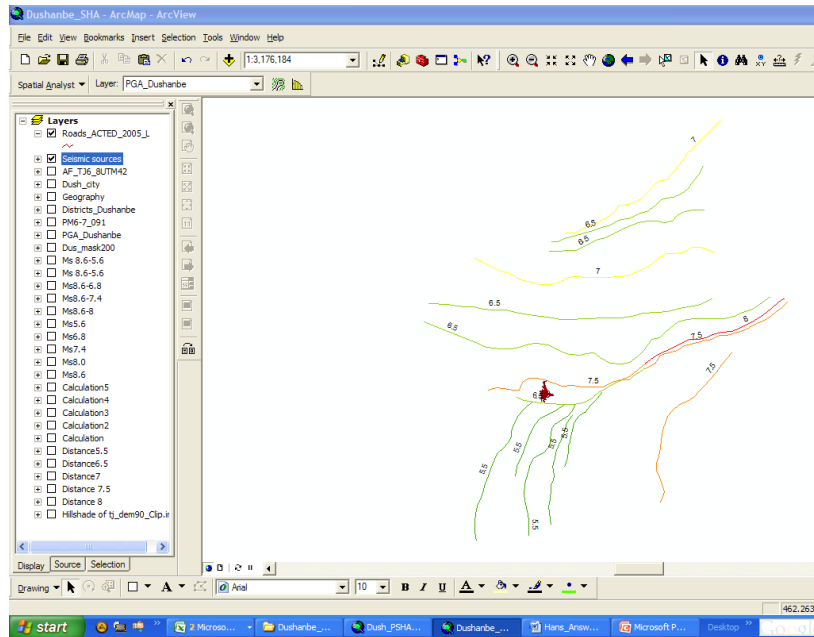 Dushanbe_SHA - ArcMap - ArcView
File Edit View Bookmarks Insert Selection Tools Window Help
1:3,176,184
Spatial Analyst Layer: PGA_Dushanbe
Layers
Roads_ACTED_2005_L
Seismic sources
AF_TJ6_8UTM42
Dush_city
Geography
Districts_Dushanbe
PM6-7_091
PGA_Dushanbe
Dus_mask200
Ms 8.6-5.6
Ms 8.6-5.6
Ms8.6-6.8
Ms8.6-7.4
Ms8.6-8
Ms5.6
Ms6.8
Ms7.4
Ms8.0
Ms8.6
Calculation5
Calculation4
Calculation3
Calculation2
Calculation
Distance5.5
Distance6.5
Distance7
Distance 7.5
Distance 8
Hillshade of tj_dem90_Clip.ir
7
6.5
6.5
7
6.5
6.5
8
7.5
7.5
7.5
5.5
5.5
5.5
5.5
5.5
Display Source Selection
Drawing A Arial 10 B I U A
462.263
start 2 Microso... Dushanbe_... Dush_PSHA... Dushanbe_... Hans_Answ... Microsoft P... Desktop